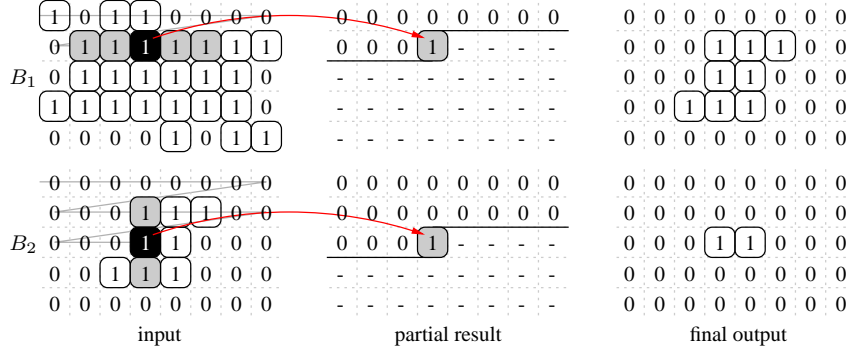 1 0 1 1 0 0 0 0 0 0 0 0 0 0 0 0 0 0 0 0 0 0 0 0
0 1 1 1 1 1 1 1 0 0 0 1 - - - - 0 0 0 1 1 1 0 0
B₁ 0 1 1 1 1 1 1 0 - - - - - - - - 0 0 0 1 1 0 0 0
1 1 1 1 1 1 1 0 - - - - - - - - 0 0 1 1 1 0 0 0
0 0 0 0 1 0 1 1 - - - - - - - - 0 0 0 0 0 0 0 0
0 0 0 0 0 0 0 0 0 0 0 0 0 0 0 0 0 0 0 0 0 0 0 0
0 0 0 1 1 1 0 0 0 0 0 0 0 0 0 0 0 0 0 0 0 0 0 0
B₂ 0 0 0 1 1 0 0 0 0 0 0 1 - - - - 0 0 0 1 1 0 0 0
0 0 1 1 1 0 0 0 - - - - - - - - 0 0 0 0 0 0 0 0
0 0 0 0 0 0 0 0 - - - - - - - - 0 0 0 0 0 0 0 0
input partial result final output